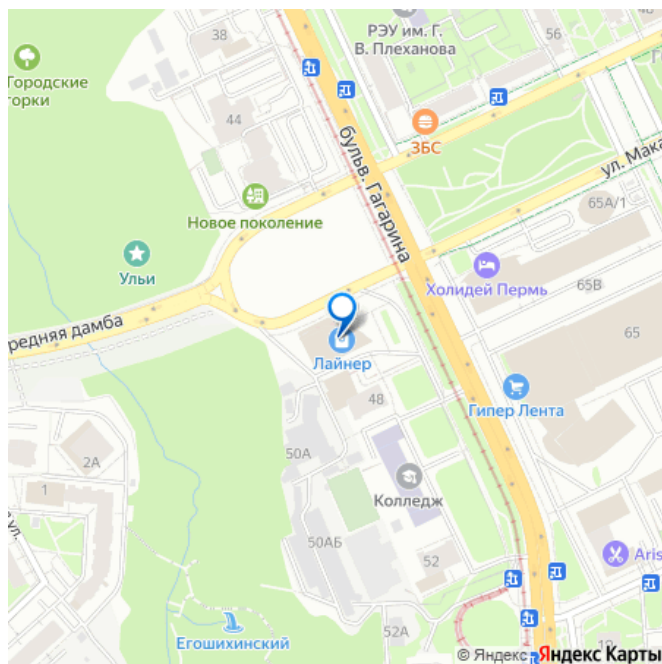 РЭУ им. Г.
В. Плеханова
38
56
Городские
горки
44
ЗБС
бульв. Гагарина
ул. Мака
Новое поколение
65А/1
Ульи
Холидей Пермь
65В
редняя дамба
65
Лайнер
Гипер Лента
48
50А
2А
1
Колледж
50АБ
52
Aris
Егошихинский
52А
12
© Яндекс
Яндекс Карты